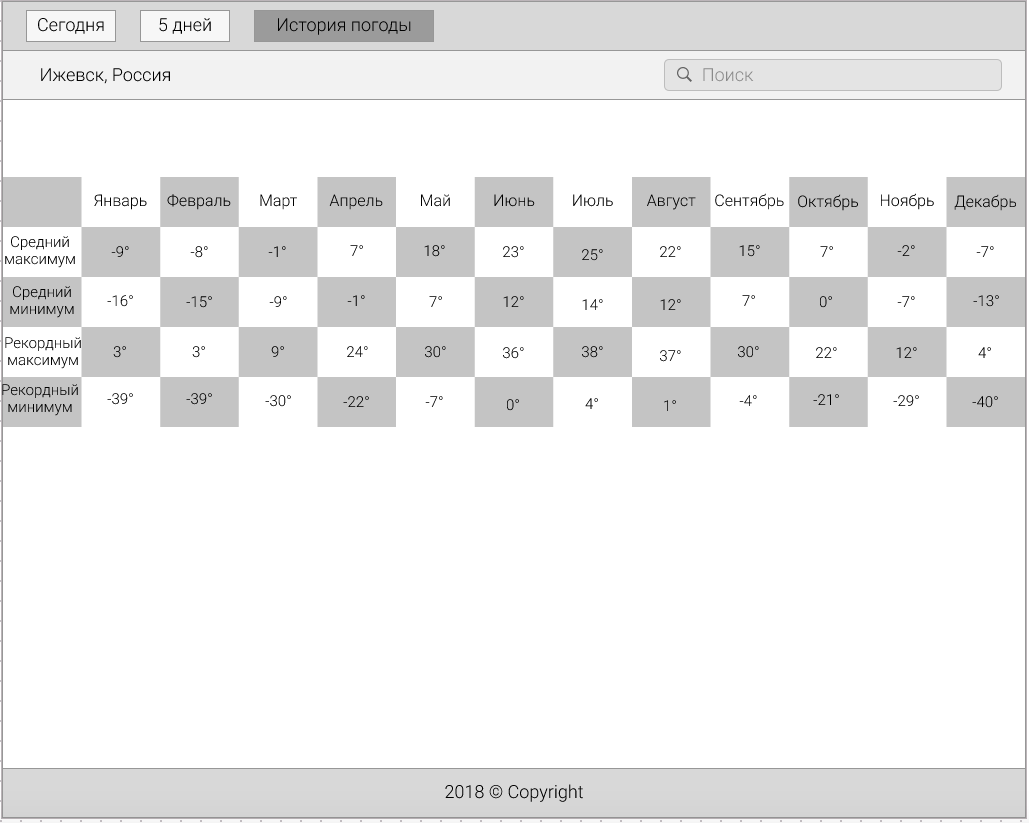 Сегодня 5 дней История погоды
Ижевск, Россия Поиск
Январь Февраль Март Апрель Май Июнь Июль Август Сентябрь Октябрь Ноябрь Декабрь
Средний
максимум -9° -8° -1° 7° 18° 23° 25° 22° 15° 7° -2° -7°
Средний
минимум -16° -15° -9° -1° 7° 12° 14° 12° 7° 0° -7° -13°
Рекордный
максимум 3° 3° 9° 24° 30° 36° 38° 37° 30° 22° 12° 4°
Рекордный
минимум -39° -39° -30° -22° -7° 0° 4° 1° -4° -21° -29° -40°
2018 © Copyright